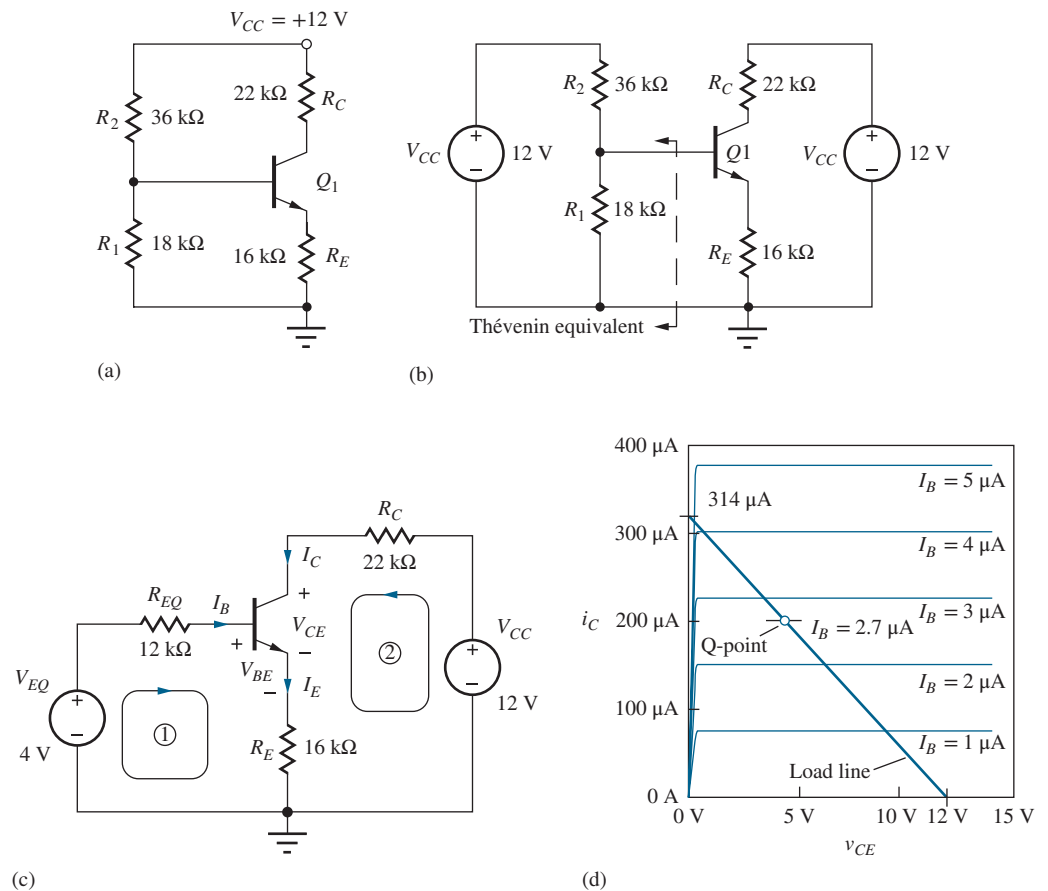 V_CC = +12 V
R_2 36 kΩ
22 kΩ R_C
Q_1
R_1 18 kΩ
16 kΩ R_E
(a)
V_CC 12 V
R_2 36 kΩ
R_C 22 kΩ
Q1
V_CC 12 V
R_1 18 kΩ
R_E 16 kΩ
Thévenin equivalent
(b)
R_C
22 kΩ
I_C
R_EQ
12 kΩ
I_B
+
V_CE
−
+
V_BE
−
I_E
V_EQ
+
−
4 V
①
②
V_CC
+
−
12 V
R_E 16 kΩ
(c)
400 μA
I_B = 5 μA
314 μA
300 μA
I_B = 4 μA
i_C 200 μA
I_B = 3 μA
I_B = 2.7 μA
Q-point
I_B = 2 μA
100 μA
I_B = 1 μA
Load line
0 A
0 V 5 V 10 V 12 V 15 V
v_CE
(d)